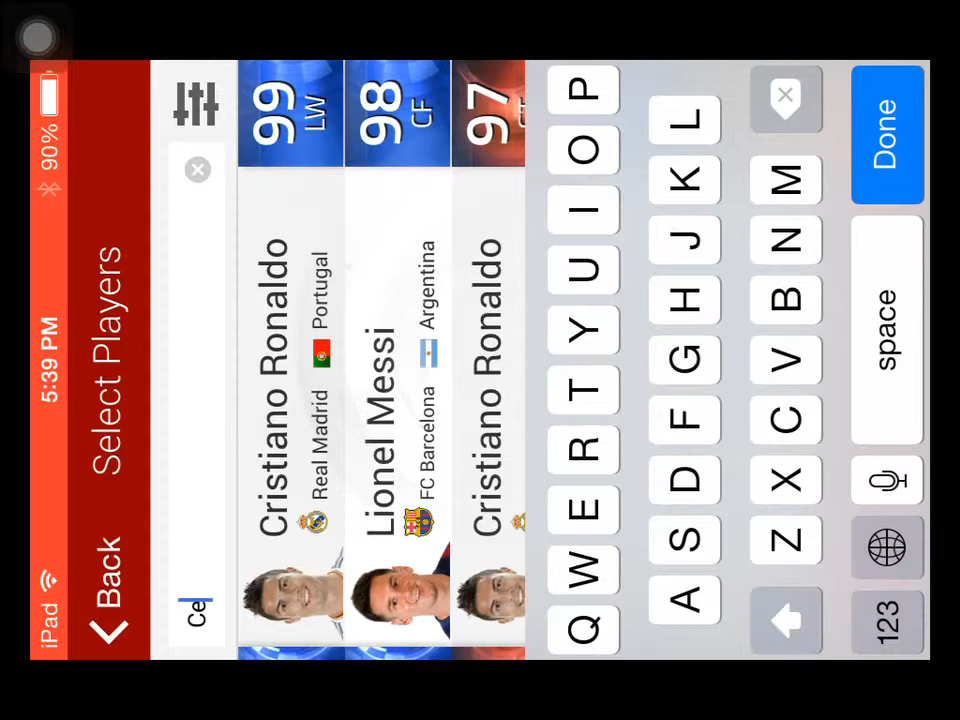 iPad 5:39 PM 90%
Back Select Players
Ce
Cristiano Ronaldo 99
Real Madrid Portugal LW
Lionel Messi 98
FC Barcelona Argentina CF
Cristiano Ronaldo 97
Q W E R T Y U I O P
A S D F G H J K L
Z X C V B N M
123 space Done